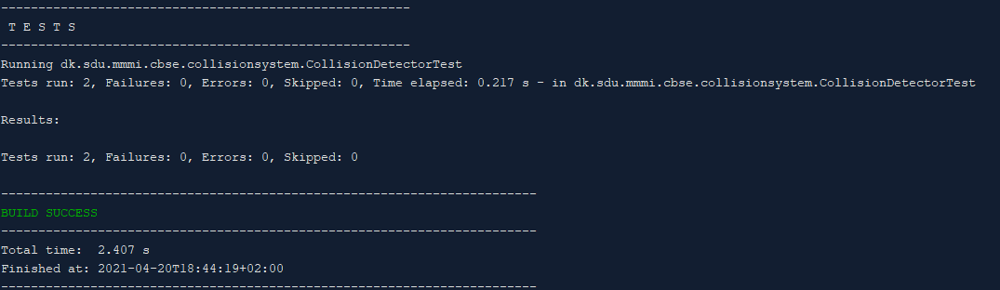 -------------------------------------------------------
T E S T S
-------------------------------------------------------
Running dk.sdu.mmmi.cbse.collisionsystem.CollisionDetectorTest
Tests run: 2, Failures: 0, Errors: 0, Skipped: 0, Time elapsed: 0.217 s - in dk.sdu.mmmi.cbse.collisionsystem.CollisionDetectorTest
Results:
Tests run: 2, Failures: 0, Errors: 0, Skipped: 0
------------------------------------------------------------------------
BUILD SUCCESS
------------------------------------------------------------------------
Total time:  2.407 s
Finished at: 2021-04-20T18:44:19+02:00
------------------------------------------------------------------------